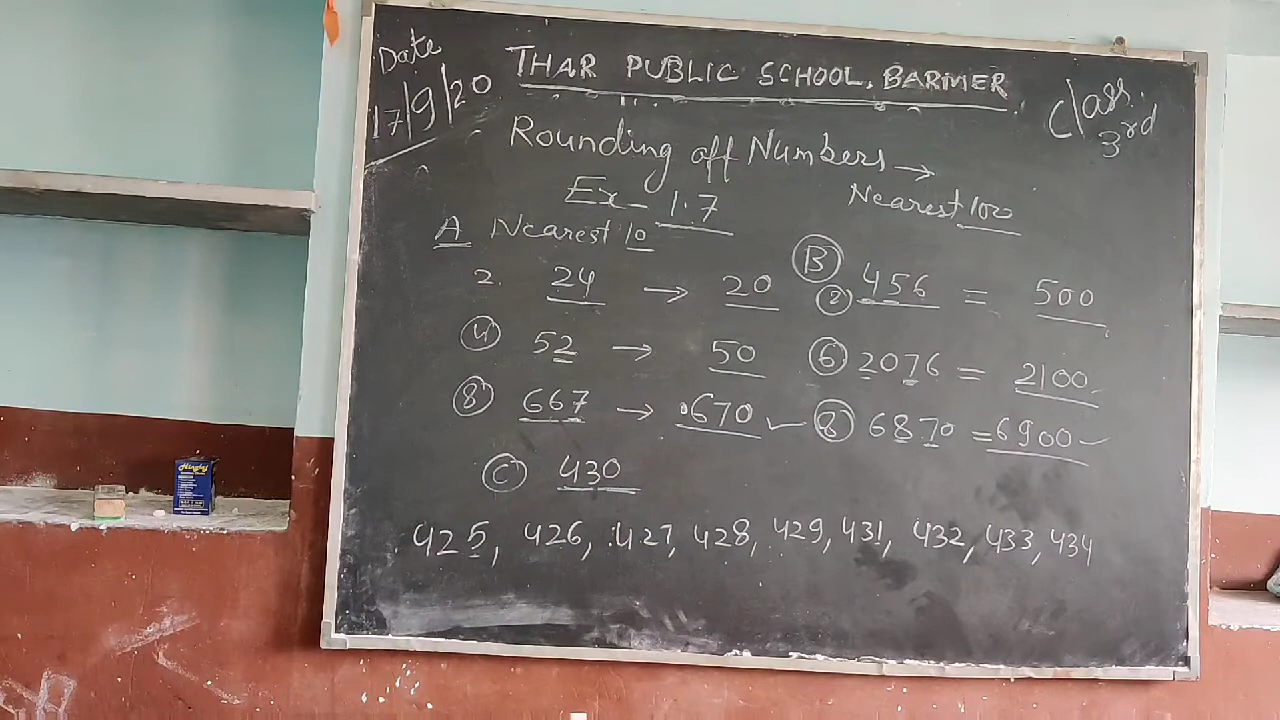 Date
17/9/20
THAR PUBLIC SCHOOL, BARMER
Class.
3rd
Rounding off Numbers →
Ex - 1.7
Nearest 100
A Nearest 10
2. 24 → 20
④ 52 → 50
⑧ 667 → 670 ✓
Ⓑ
② 456 = 500
⑥ 2076 = 2100
⑧ 6870 = 6900 ✓
Ⓒ 430
425, 426, 427, 428, 429, 431, 432, 433, 434